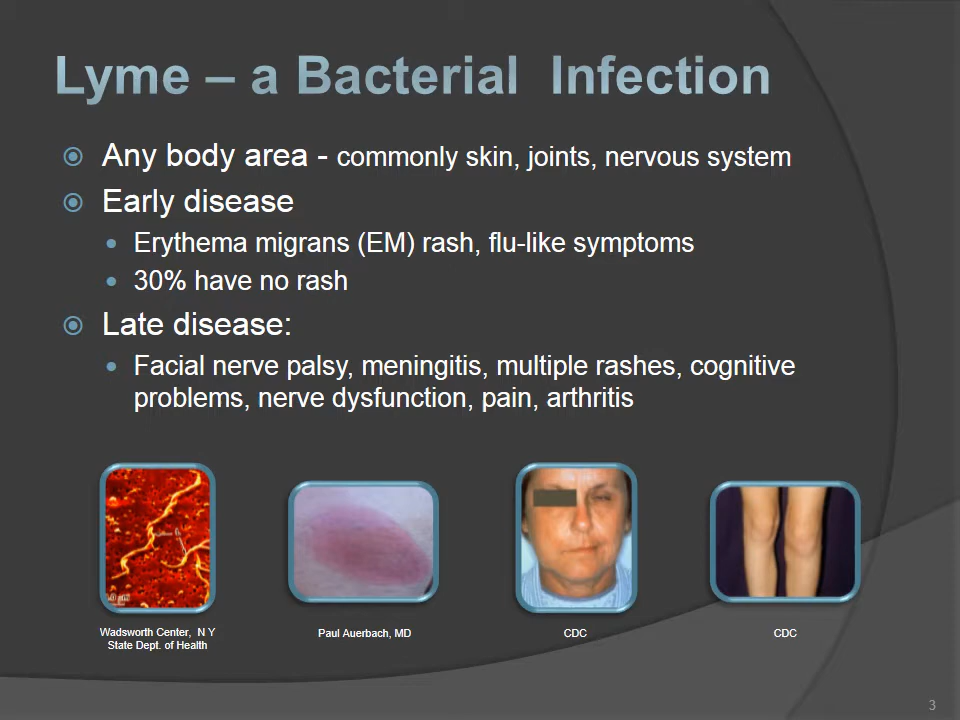 Lyme – a Bacterial Infection
Any body area - commonly skin, joints, nervous system
Early disease
Erythema migrans (EM) rash, flu-like symptoms
30% have no rash
Late disease:
Facial nerve palsy, meningitis, multiple rashes, cognitive
problems, nerve dysfunction, pain, arthritis
Wadsworth Center, N Y
State Dept. of Health
Paul Auerbach, MD
CDC
CDC
3